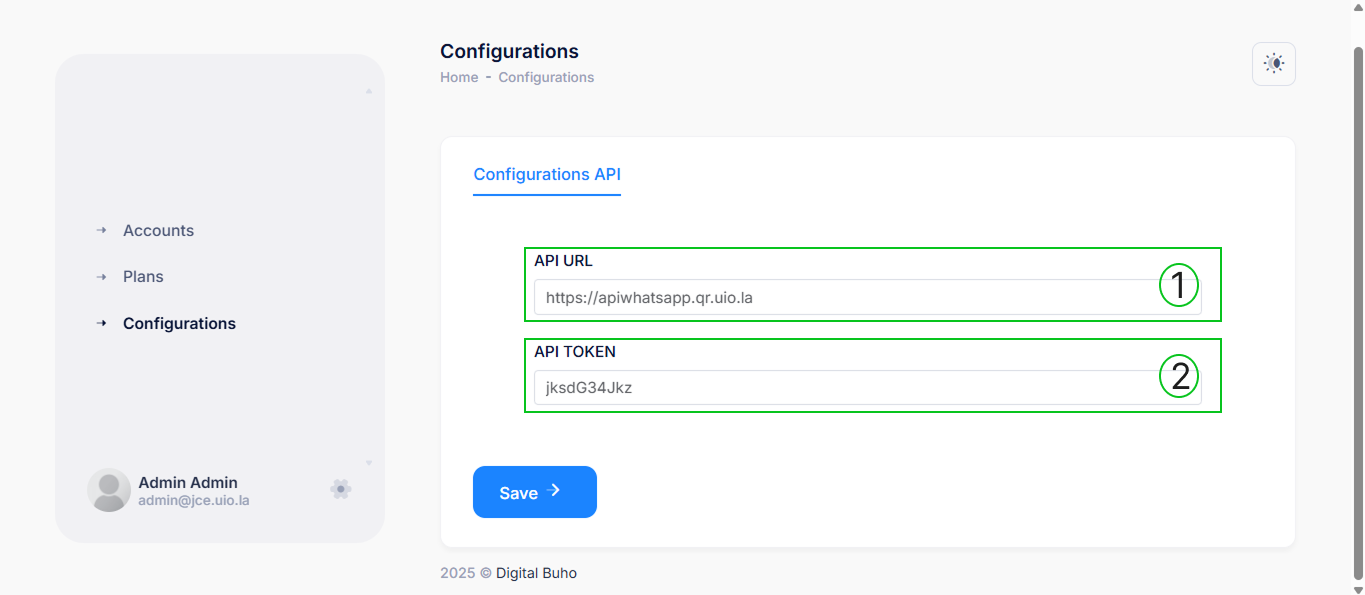 Configurations
Home - Configurations
Accounts
Plans
Configurations
Admin Admin
admin@jce.uio.la
Configurations API
API URL
https://apiwhatsapp.qr.uio.la
1
API TOKEN
jksdG34Jkz
2
Save
2025 © Digital Buho